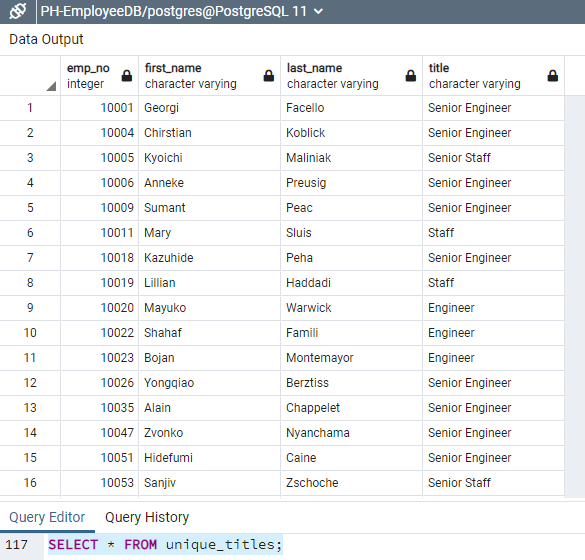 PH-EmployeeDB/postgres@PostgreSQL 11
Data Output
emp_no first_name last_name title
integer character varying character varying character varying
1 10001 Georgi Facello Senior Engineer
2 10004 Chirstian Koblick Senior Engineer
3 10005 Kyoichi Maliniak Senior Staff
4 10006 Anneke Preusig Senior Engineer
5 10009 Sumant Peac Senior Engineer
6 10011 Mary Sluis Staff
7 10018 Kazuhide Peha Senior Engineer
8 10019 Lillian Haddadi Staff
9 10020 Mayuko Warwick Engineer
10 10022 Shahaf Famili Engineer
11 10023 Bojan Montemayor Engineer
12 10026 Yongqiao Berztiss Senior Engineer
13 10035 Alain Chappelet Senior Engineer
14 10047 Zvonko Nyanchama Senior Engineer
15 10051 Hidefumi Caine Senior Engineer
16 10053 Sanjiv Zschoche Senior Staff
Query Editor Query History
117 SELECT * FROM unique_titles;